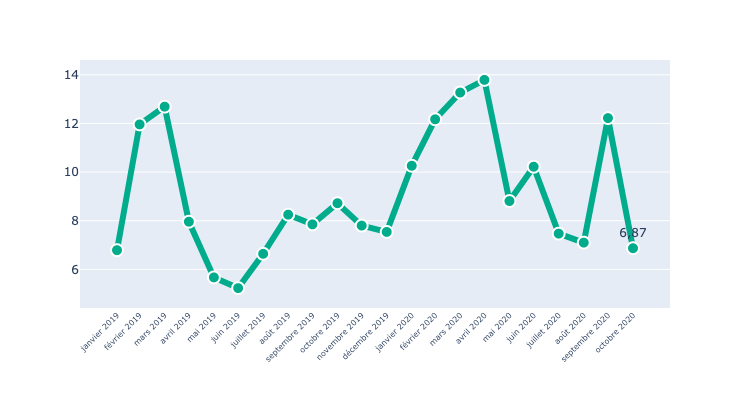 14
12
10
8
6
6.87
janvier 2019
février 2019
mars 2019
avril 2019
mai 2019
juin 2019
juillet 2019
août 2019
septembre 2019
octobre 2019
novembre 2019
décembre 2019
janvier 2020
février 2020
mars 2020
avril 2020
mai 2020
juin 2020
juillet 2020
août 2020
septembre 2020
octobre 2020